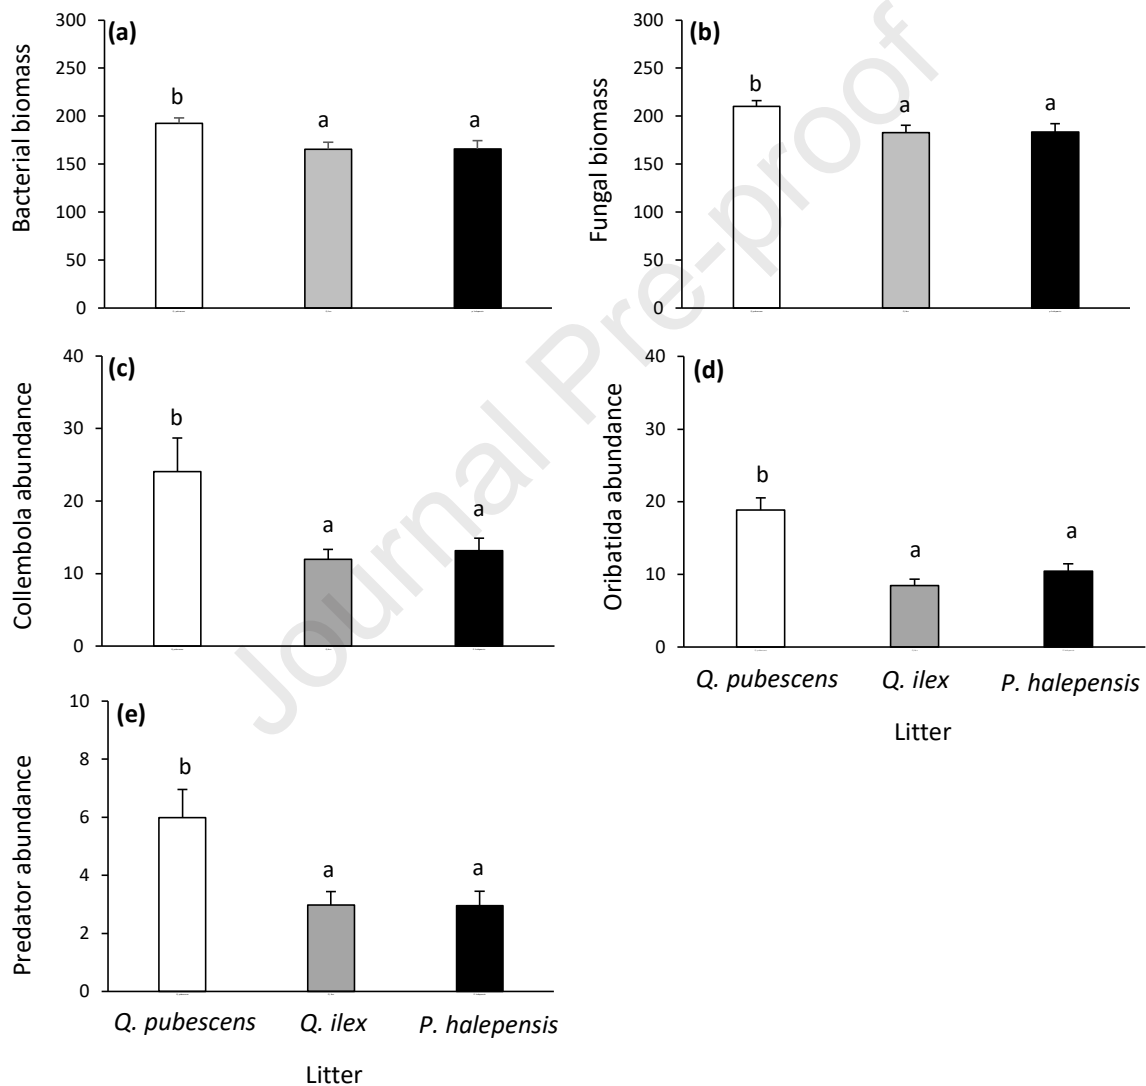 (a)
Bacterial biomass
300
250
200
150
100
50
0
b
a
a
(b)
Fungal biomass
300
250
200
150
100
50
0
b
a
a
(c)
Collembola abundance
40
30
20
10
0
b
a
a
(d)
Oribatida abundance
40
30
20
10
0
b
a
a
Q. pubescens Q. ilex P. halepensis
Litter
(e)
Predator abundance
10
8
6
4
2
0
b
a
a
Q. pubescens Q. ilex P. halepensis
Litter
Journal Pre-proof